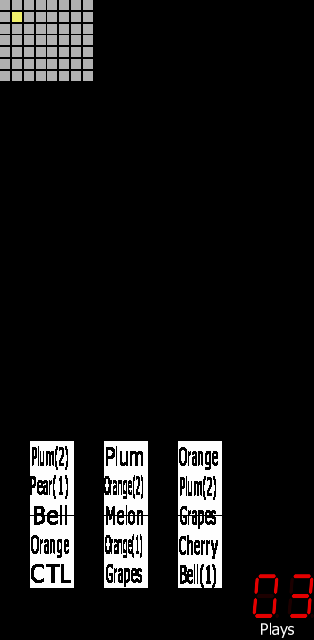 Plum(2) Plum Orange
Pear(1) Orange(2) Plum(2)
Bell Melon Grapes
Orange Orange(1) Cherry
CTL Grapes Bell(1)
03
Plays